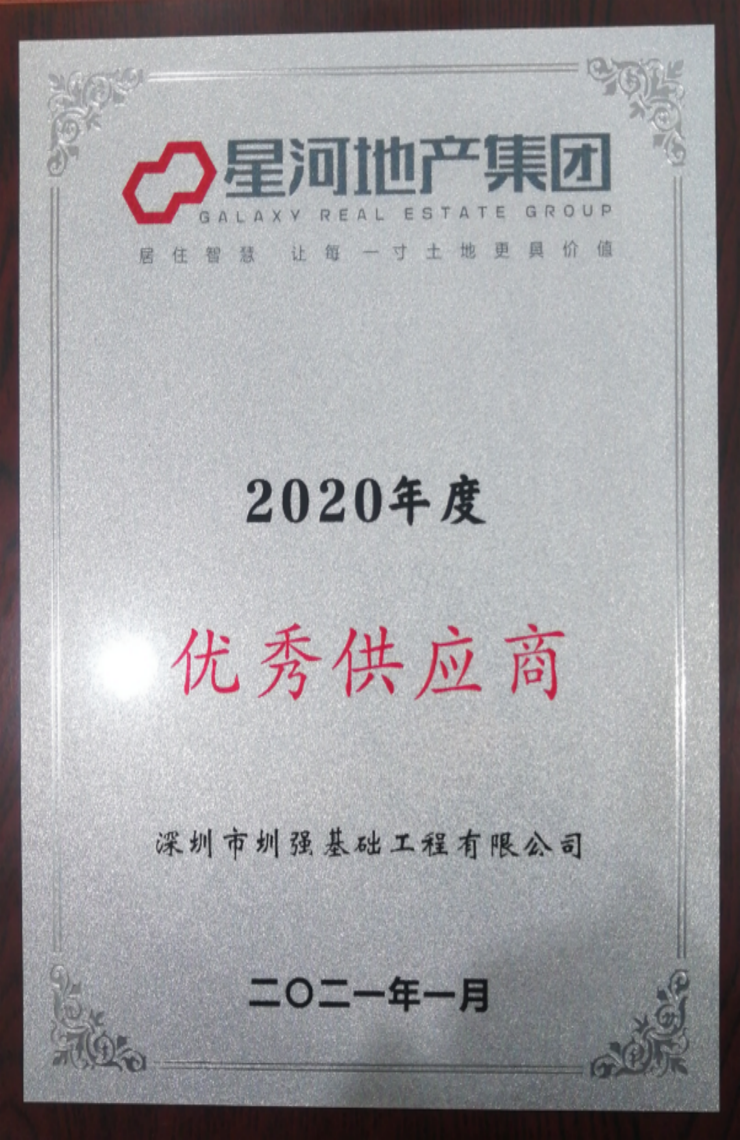 星河地产集团
GALAXY REAL ESTATE GROUP
居住智慧 让每一寸土地更具价值
2020年度
优秀供应商
深圳市圳强基础工程有限公司
二〇二一年一月